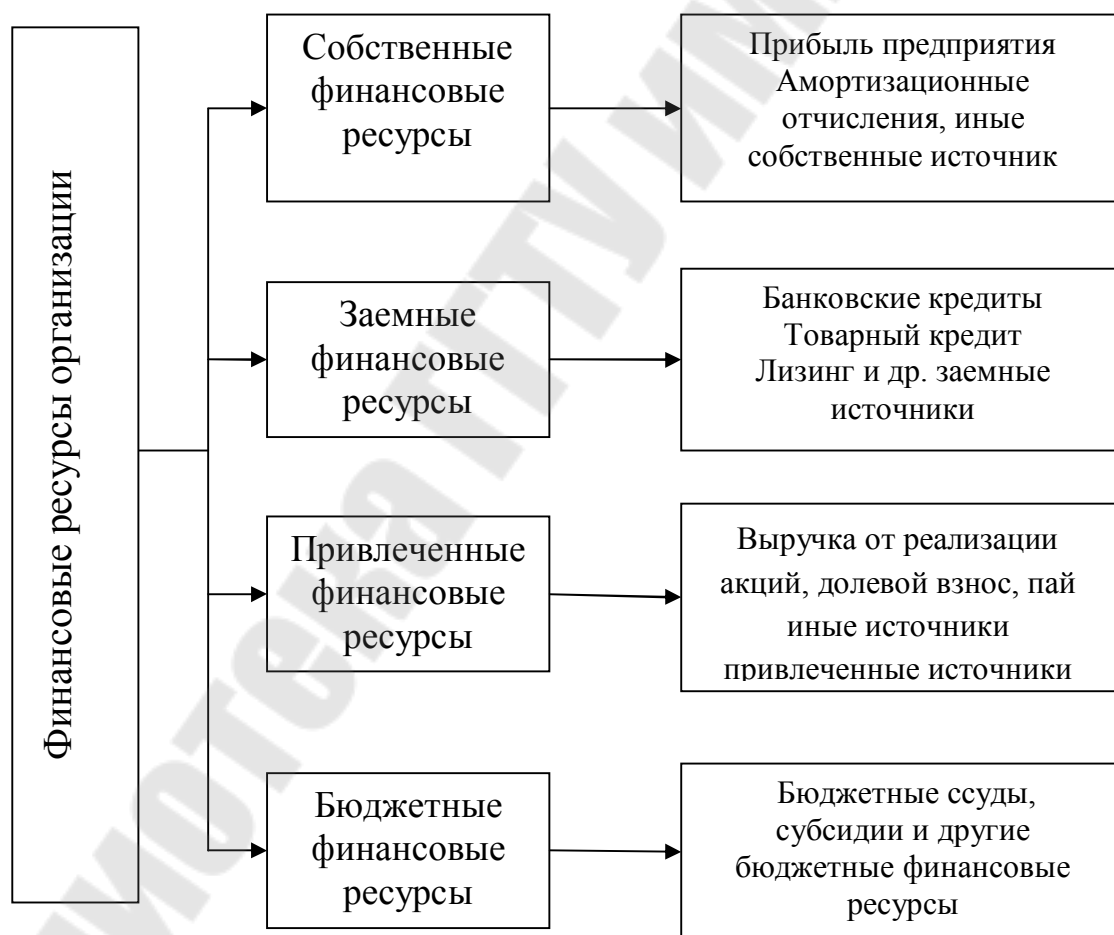 Финансовые ресурсы организации
Собственные
финансовые
ресурсы
Прибыль предприятия
Амортизационные
отчисления, иные
собственные источник
Заемные
финансовые
ресурсы
Банковские кредиты
Товарный кредит
Лизинг и др. заемные
источники
Привлеченные
финансовые
ресурсы
Выручка от реализации
акций, долевой взнос, пай
иные источники
привлеченные источники
Бюджетные
финансовые
ресурсы
Бюджетные ссуды,
субсидии и другие
бюджетные финансовые
ресурсы